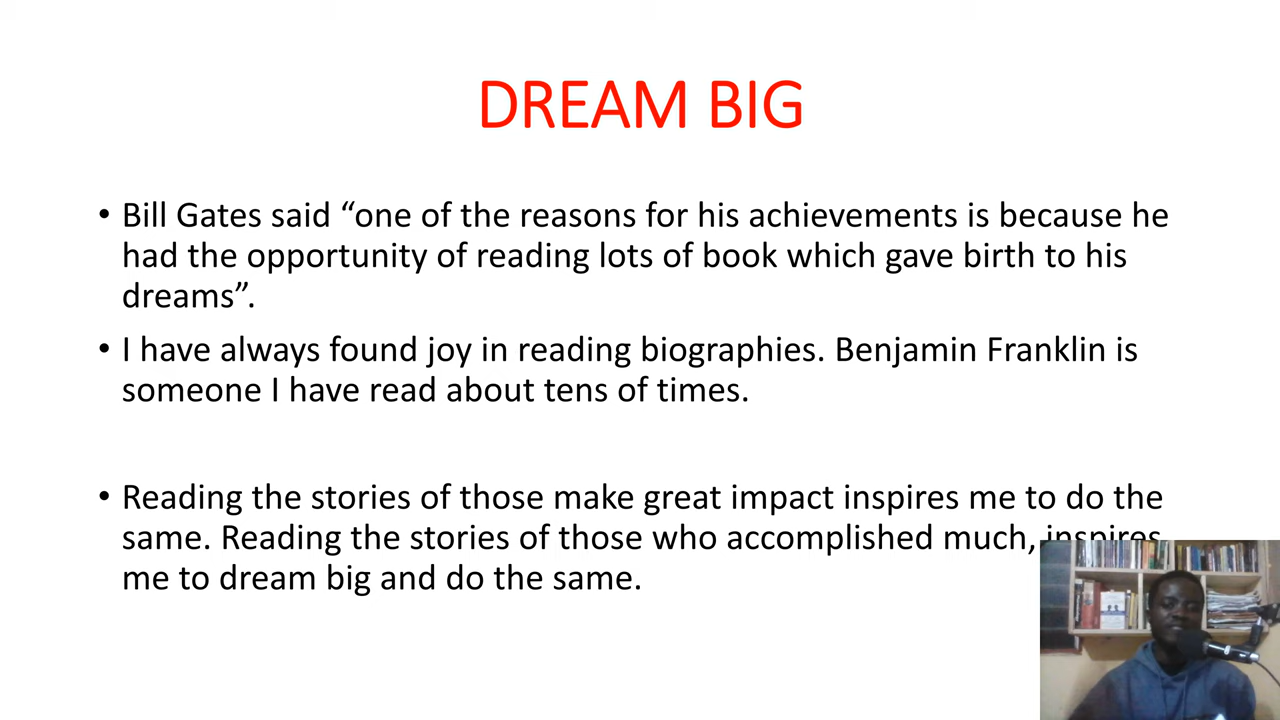 DREAM BIG
• Bill Gates said “one of the reasons for his achievements is because he
had the opportunity of reading lots of book which gave birth to his
dreams”.
• I have always found joy in reading biographies. Benjamin Franklin is
someone I have read about tens of times.
• Reading the stories of those make great impact inspires me to do the
same. Reading the stories of those who accomplished much, inspires
me to dream big and do the same.